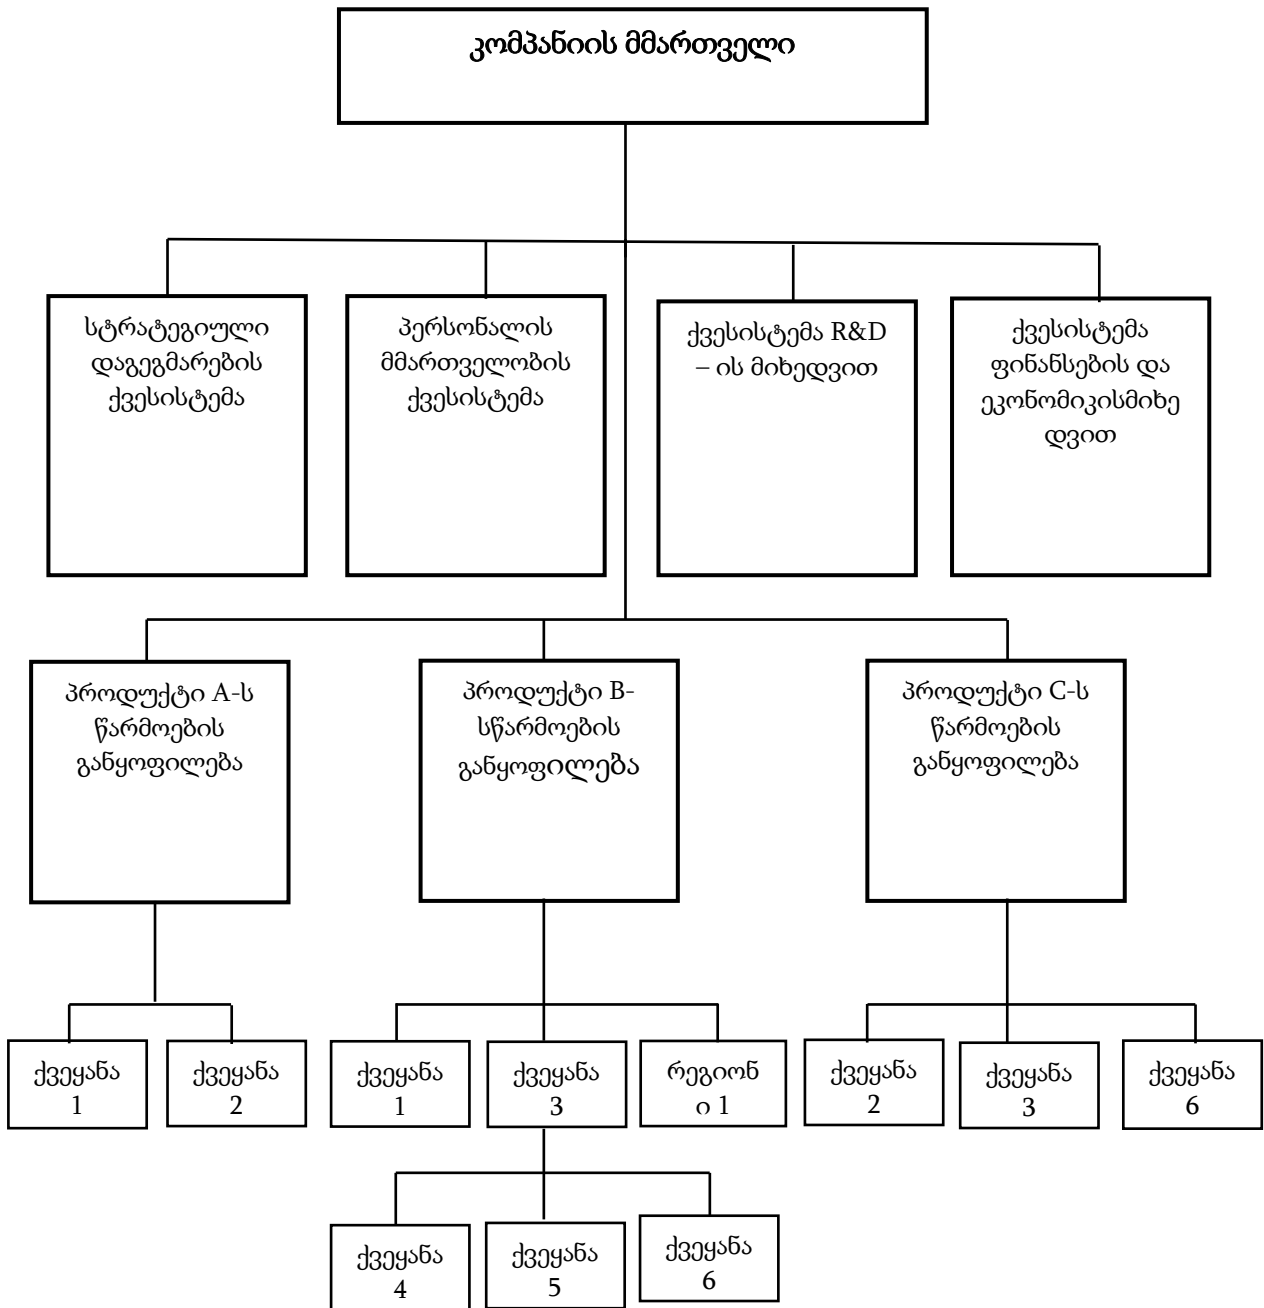 კომპანიის მმართველი
სტრატეგიული
დაგეგმარების
ქვესისტემა
პერსონალის
მმართველობის
ქვესისტემა
ქვესისტემა R&D
– ის მიხედვით
ქვესისტემა
ფინანსების და
ეკონომიკისმიხე
დვით
პროდუქტი A-ს
წარმოების
განყოფილება
პროდუქტი B-
სწარმოების
განყოფილება
პროდუქტი C-ს
წარმოების
განყოფილება
ქვეყანა
1
ქვეყანა
2
ქვეყანა
1
ქვეყანა
3
რეგიონ
ი 1
ქვეყანა
2
ქვეყანა
3
ქვეყანა
6
ქვეყანა
4
ქვეყანა
5
ქვეყანა
6